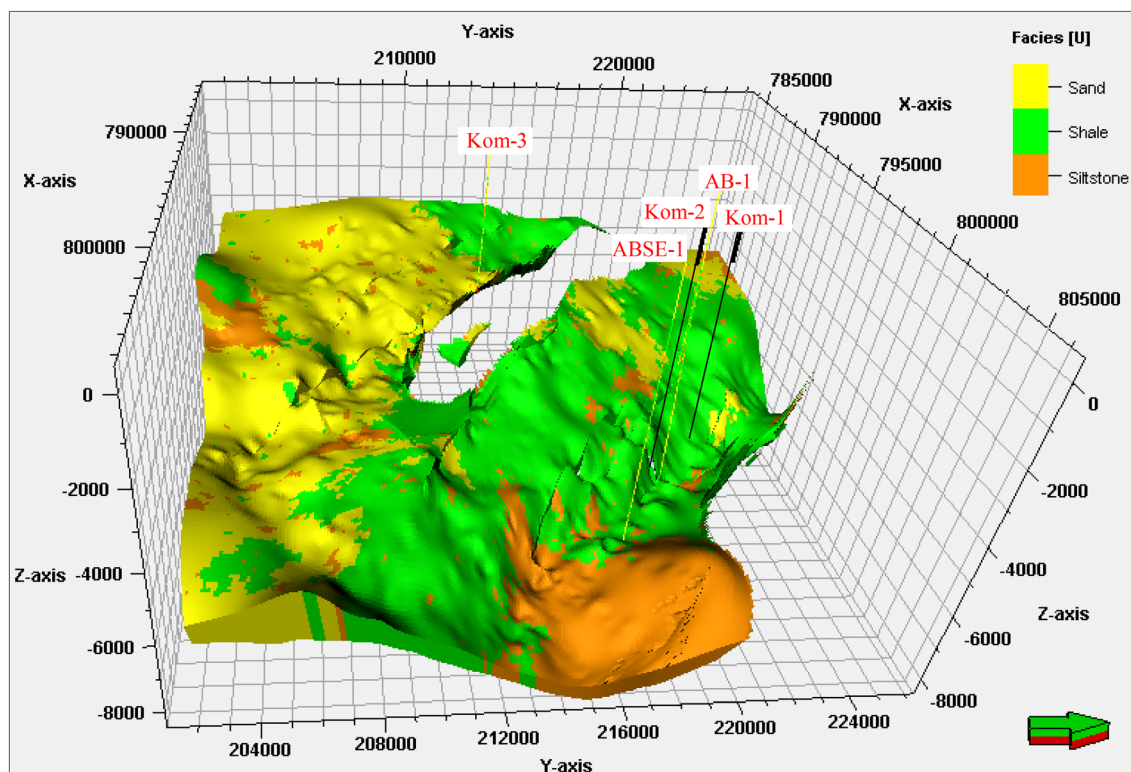 Y-axis
210000
220000
785000
X-axis
790000
795000
800000
805000
Facies [U]
Sand
Shale
Siltstone
790000
X-axis
800000
Kom-3
AB-1
Kom-2
Kom-1
ABSE-1
0
-2000
Z-axis
-4000
-6000
-8000
0
-2000
-4000
Z-axis
-6000
-8000
204000
208000
212000
216000
220000
224000
Y-axis